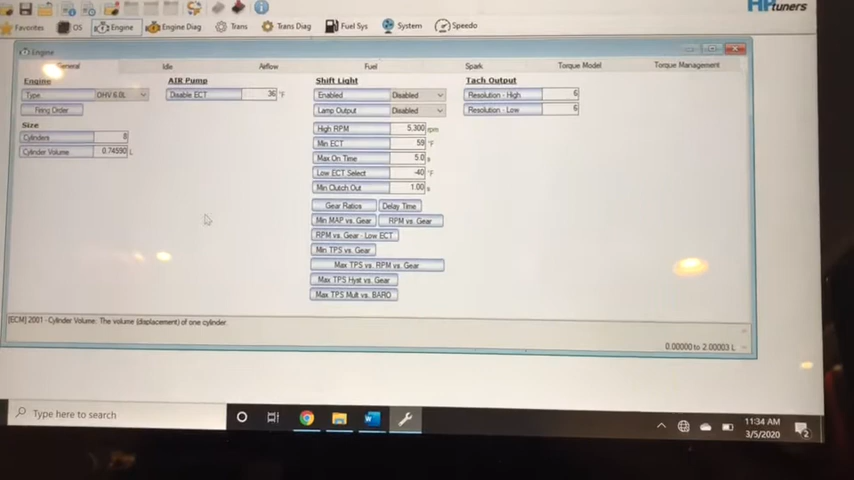 HP tuners
Favorites OS Engine Engine Diag Trans Trans Diag Fuel Sys System Speedo
Engine
General Idle Airflow Fuel Spark Torque Model Torque Management
Engine
Type OHV 6.0L
Firing Order
Size
Cylinders 8
Cylinder Volume 0.74590 L
AIR Pump
Disable ECT 36 °F
Shift Light
Enabled Disabled
Lamp Output Disabled
High RPM 5,300 rpm
Min ECT 59 °F
Max On Time 5.0 s
Low ECT Select -40 °F
Min Clutch Out 1.00 s
Gear Ratios Delay Time
Min MAP vs. Gear RPM vs. Gear
RPM vs. Gear - Low ECT
Min TPS vs. Gear
Max TPS vs. RPM vs. Gear
Max TPS Hyst vs. Gear
Max TPS Mult vs. BARO
Tach Output
Resolution - High 6
Resolution - Low 6
[ECM] 2001 - Cylinder Volume: The volume (displacement) of one cylinder.
0.00000 to 2.00003 L
Type here to search
11:34 AM
3/5/2020
2